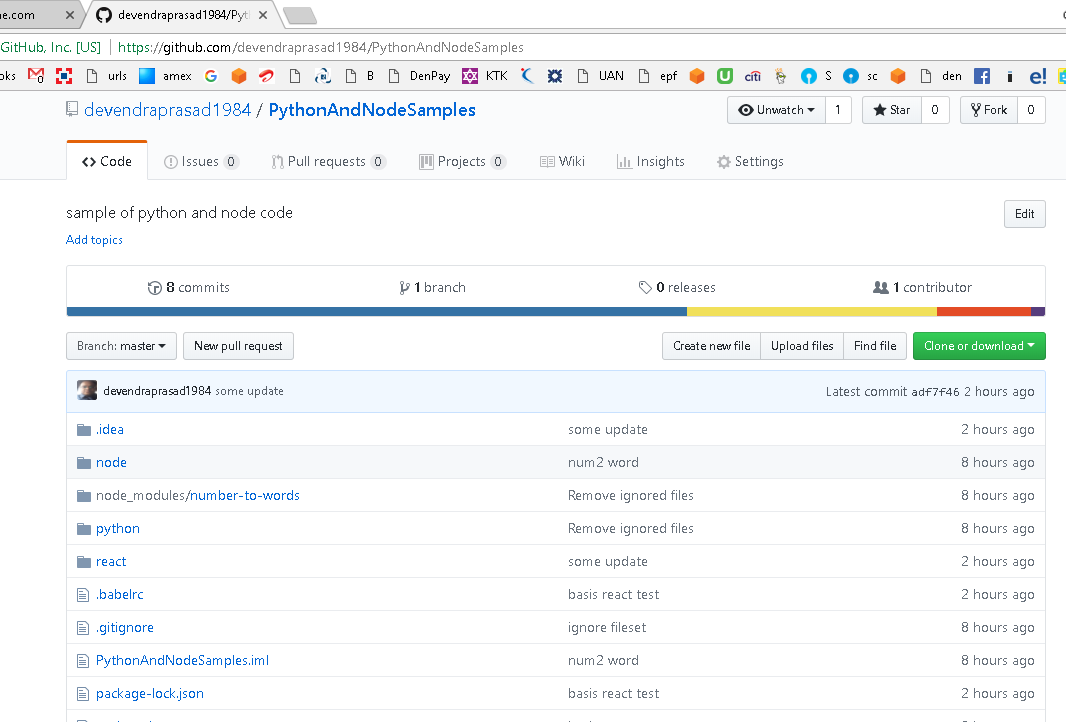 ne.com
devendraprasad1984/Pyt
GitHub, Inc. [US] https://github.com/devendraprasad1984/PythonAndNodeSamples
oks urls amex B DenPay KTK UAN epf citi S sc den e!
devendraprasad1984 / PythonAndNodeSamples
Unwatch 1 Star 0 Fork 0
Code Issues 0 Pull requests 0 Projects 0 Wiki Insights Settings
sample of python and node code Edit
Add topics
8 commits 1 branch 0 releases 1 contributor
Branch: master New pull request Create new file Upload files Find file Clone or download
devendraprasad1984 some update Latest commit adf7f46 2 hours ago
.idea some update 2 hours ago
node num2 word 8 hours ago
node_modules/number-to-words Remove ignored files 8 hours ago
python Remove ignored files 8 hours ago
react some update 2 hours ago
.babelrc basis react test 2 hours ago
.gitignore ignore fileset 8 hours ago
PythonAndNodeSamples.iml num2 word 8 hours ago
package-lock.json basis react test 2 hours ago